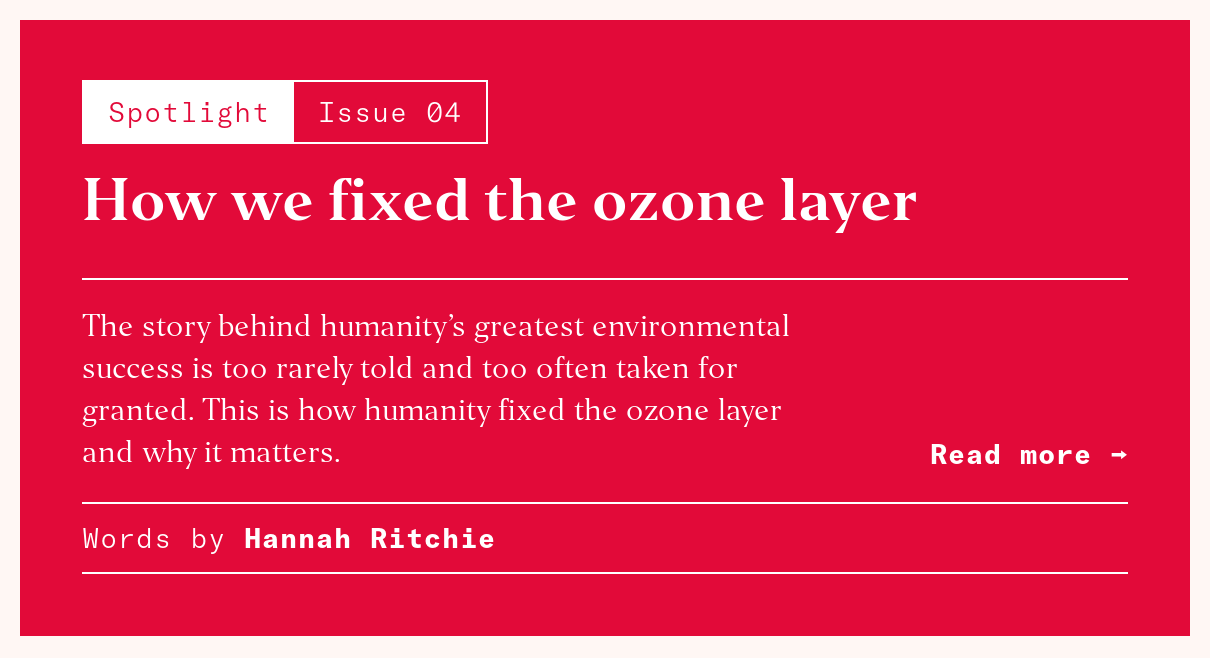 Spotlight Issue 04
How we fixed the ozone layer
The story behind humanity’s greatest environmental
success is too rarely told and too often taken for
granted. This is how humanity fixed the ozone layer
and why it matters.
Read more →
Words by Hannah Ritchie